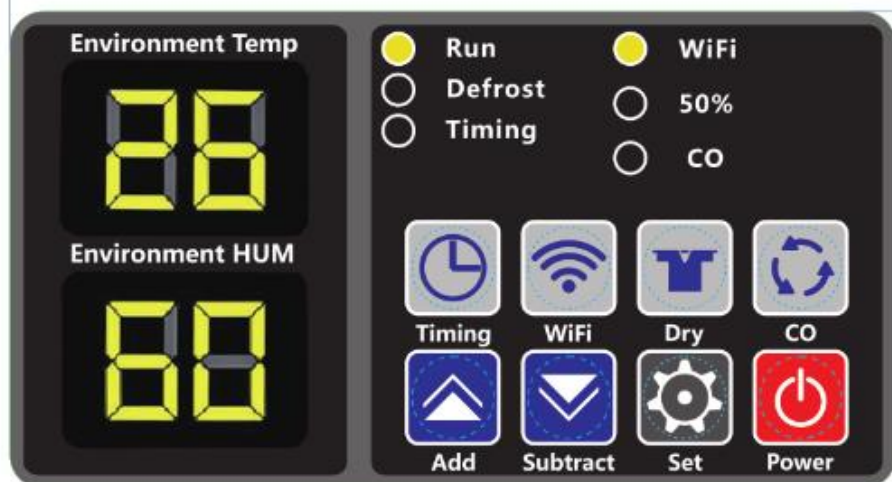 Environment Temp
26
Environment HUM
60
Run
Defrost
Timing
WiFi
50%
CO
Timing WiFi Dry CO
Add Subtract Set Power